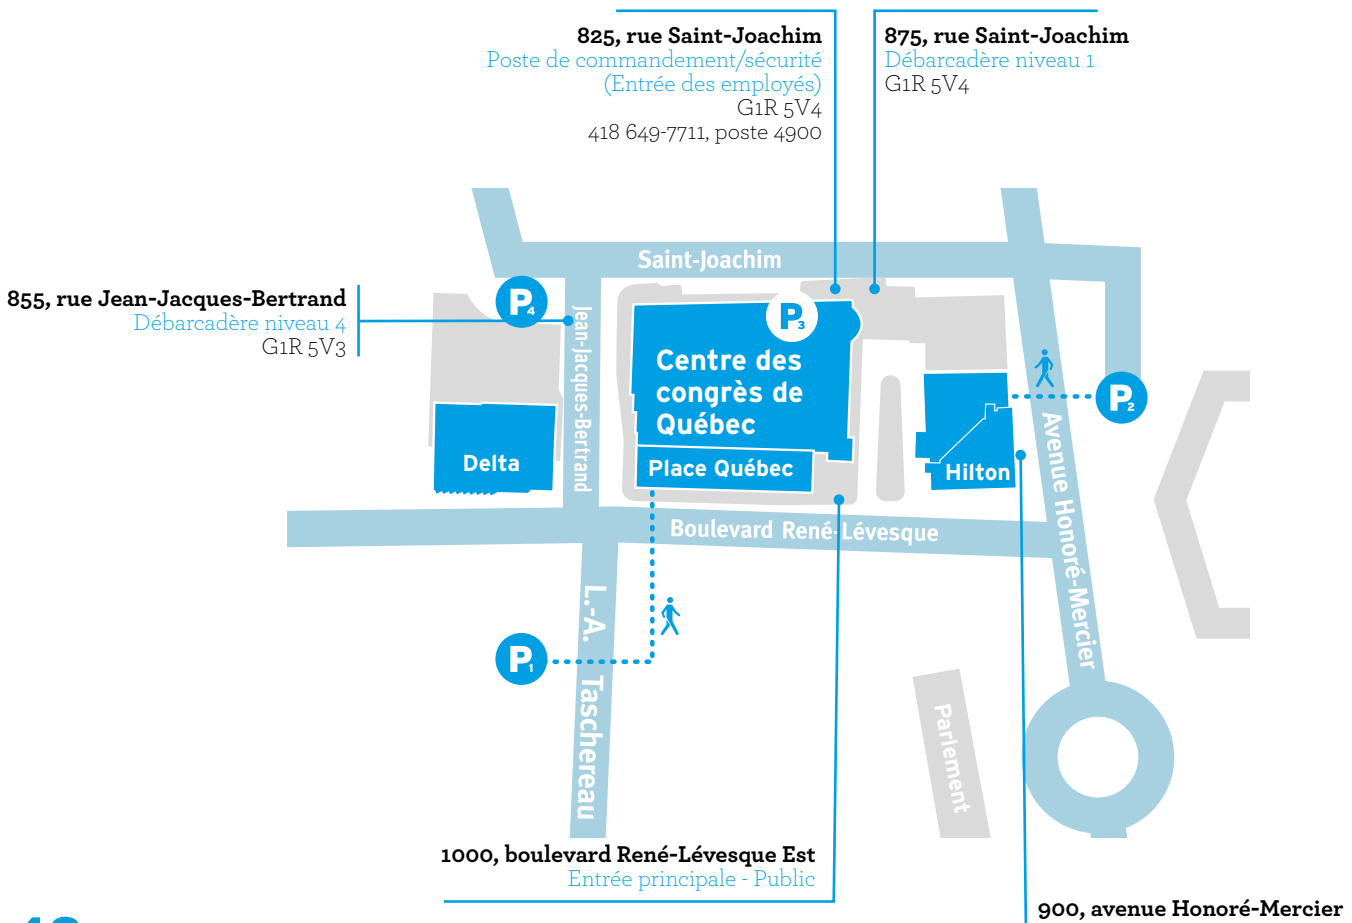 825, rue Saint-Joachim
Poste de commandement/sécurité
(Entrée des employés)
G1R 5V4
418 649-7711, poste 4900
875, rue Saint-Joachim
Débarcadère niveau 1
G1R 5V4
Saint-Joachim
855, rue Jean-Jacques-Bertrand
Débarcadère niveau 4
G1R 5V3
P4
Jean-Jacques-Bertrand
P3
Centre des
congrès de
Québec
Place Québec
Delta
Hilton
P2
Avenue Honoré-Mercier
Boulevard René-Lévesque
L.-A. Taschereau
P1
Parlement
1000, boulevard René-Lévesque Est
Entrée principale - Public
900, avenue Honoré-Mercier